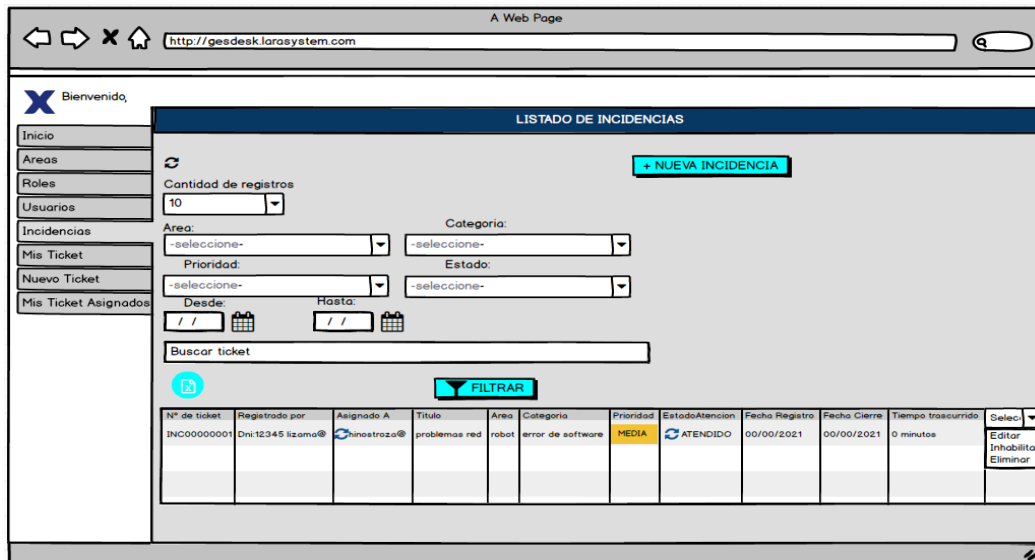 A Web Page
http://gesdesk.larasystem.com
Bienvenido,
LISTADO DE INCIDENCIAS
Inicio
Areas
Roles
Usuarios
Incidencias
Mis Ticket
Nuevo Ticket
Mis Ticket Asignados
+ NUEVA INCIDENCIA
Cantidad de registros
10
Area: Categoria:
-seleccione- -seleccione-
Prioridad: Estado:
-seleccione- -seleccione-
Desde: Hasta:
/ / / /
Buscar ticket
FILTRAR
N° de ticket Registrado por Asignado A Titulo Area Categoria Prioridad EstadoAtencion Fecha Registro Fecha Cierre Tiempo trascurrido Selec
INC00000001 Dni:12345 lizama@ hinostroza@ problemas red robot error de software MEDIA ATENDIDO 00/00/2021 00/00/2021 0 minutos
Editar
Inhabilita
Eliminar